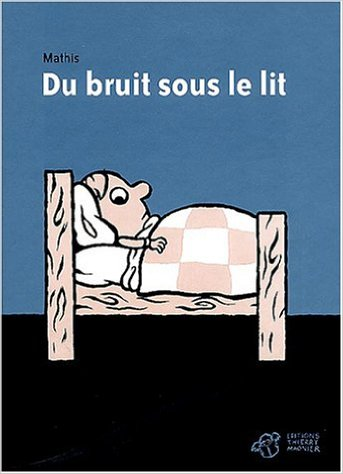 Mathis
Du bruit sous le lit
EDITIONS
THIERRY
MAGNIER